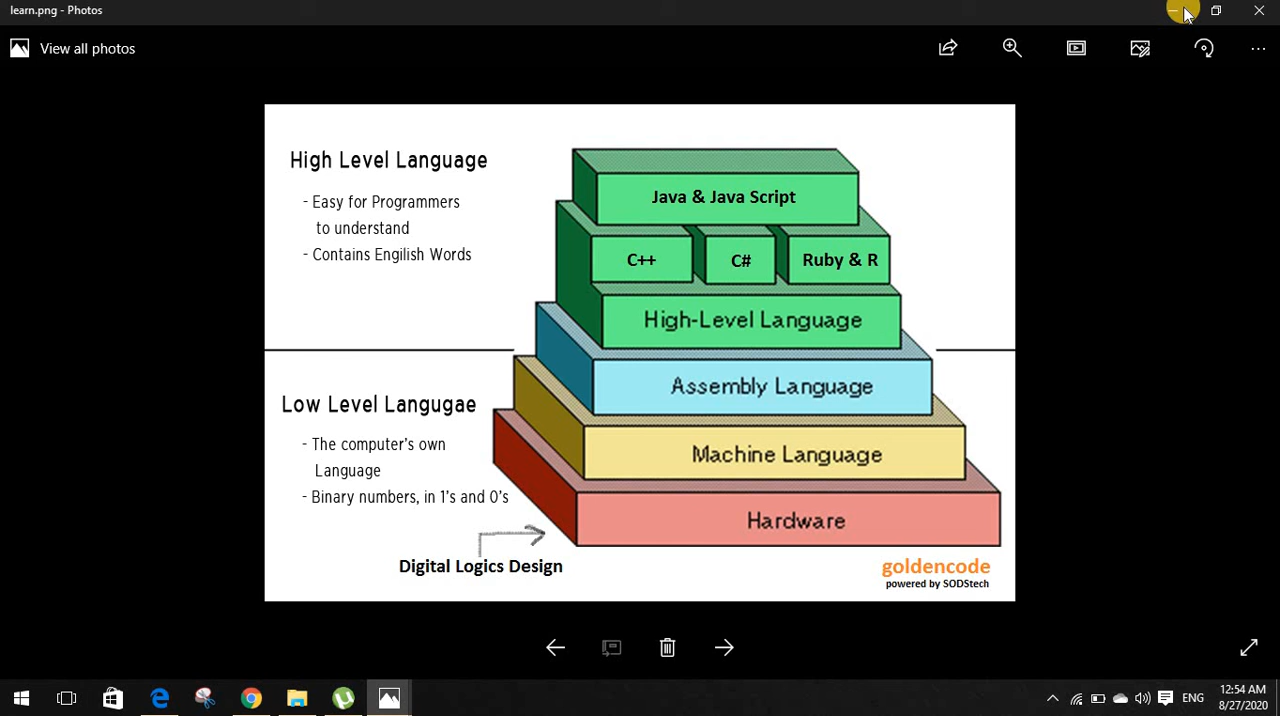 learn.png - Photos
View all photos
High Level Language
- Easy for Programmers
to understand
- Contains Engilish Words
Java & Java Script
C++
C#
Ruby & R
High-Level Language
Assembly Language
Low Level Langugae
- The computer's own
Language
- Binary numbers, in 1's and 0's
Machine Language
Hardware
Digital Logics Design
goldencode
powered by SODStech
ENG
12:54 AM
8/27/2020